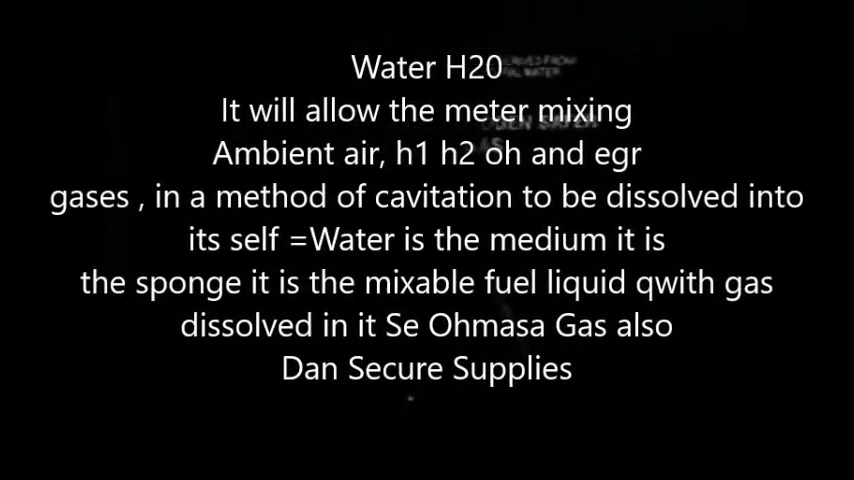 Water H20
It will allow the meter mixing
Ambient air, h1 h2 oh and egr
gases , in a method of cavitation to be dissolved into
its self =Water is the medium it is
the sponge it is the mixable fuel liquid qwith gas
dissolved in it Se Ohmasa Gas also
Dan Secure Supplies